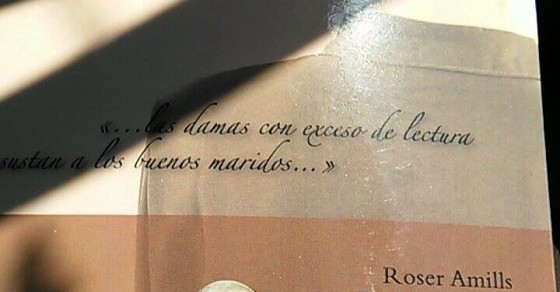 «...las damas con exceso de lectura
sustan a los buenos maridos...»
Roser Amills